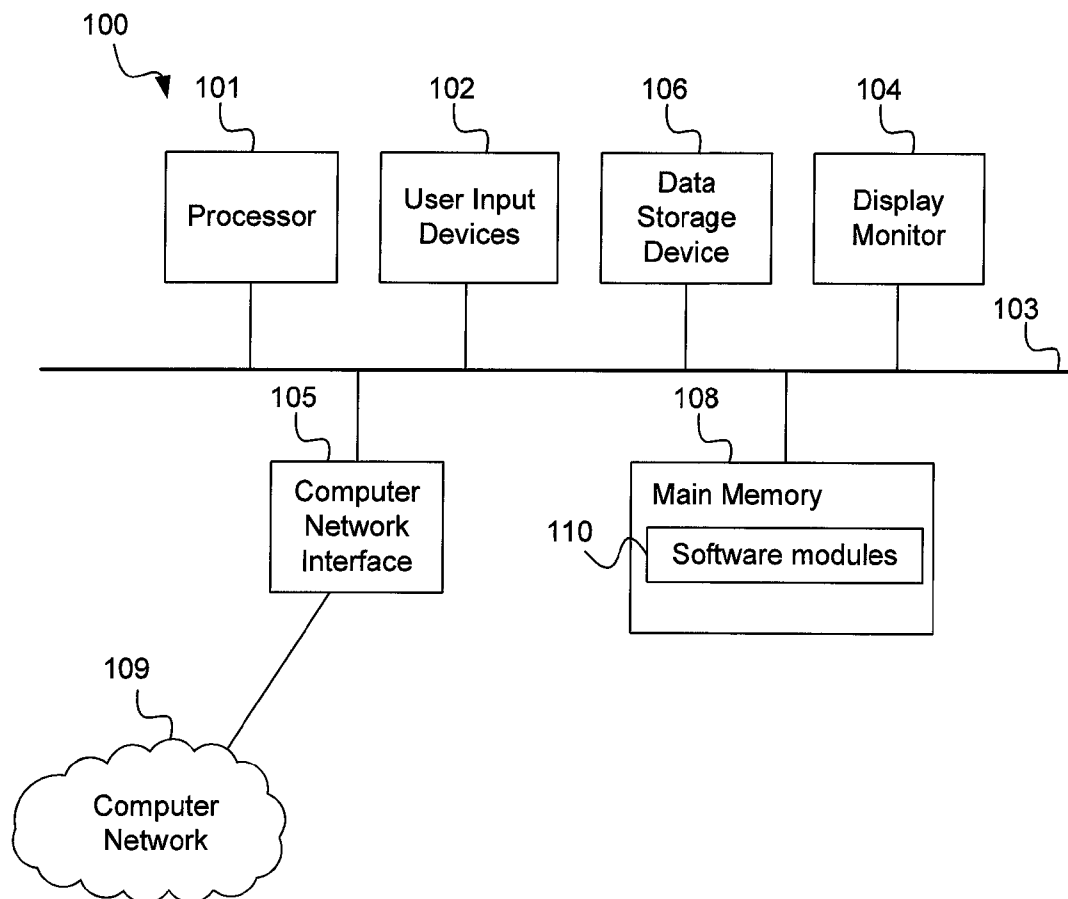 100
101
102
106
104
Processor
User Input
Devices
Data
Storage
Device
Display
Monitor
103
105
108
Computer
Network
Interface
Main Memory
110
Software modules
109
Computer
Network